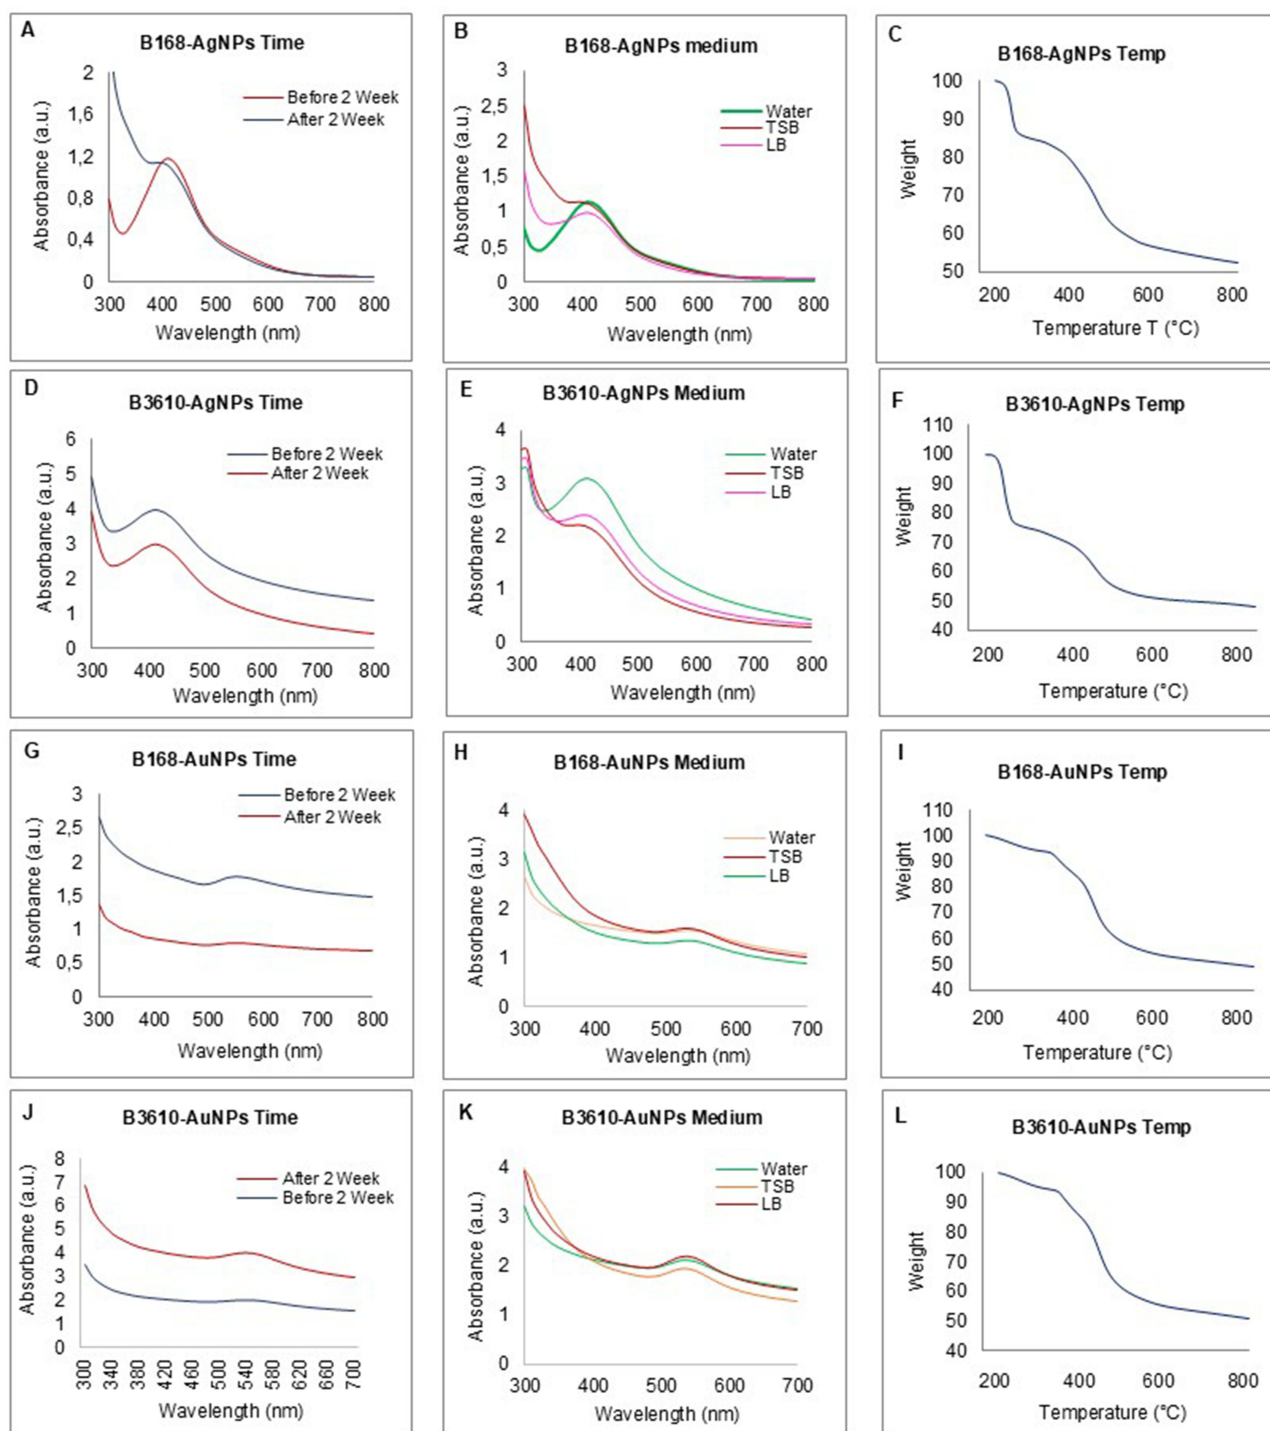 A
B168-AgNPs Time
Before 2 Week
After 2 Week
Absorbance (a.u.)
2
1,6
1,2
0,8
0,4
0
300 400 500 600 700 800
Wavelength (nm)
B
B168-AgNPs medium
Water
TSB
LB
Absorbance (a.u.)
3
2,5
2
1,5
1
0,5
0
300 400 500 600 700 800
Wavelength (nm)
C
B168-AgNPs Temp
Weight
100
90
80
70
60
50
200 400 600 800
Temperature T (°C)
D
B3610-AgNPs Time
Before 2 Week
After 2 Week
Absorbance (a.u.)
6
5
4
3
2
1
0
300 400 500 600 700 800
Wavelength (nm)
E
B3610-AgNPs Medium
Water
TSB
LB
Absorbance (a.u.)
4
3
2
1
0
300 400 500 600 700 800
Wavelength (nm)
F
B3610-AgNPs Temp
Weight
110
100
90
80
70
60
50
40
200 400 600 800
Temperature (°C)
G
B168-AuNPs Time
Before 2 Week
After 2 Week
Absorbance (a.u.)
3
2,5
2
1,5
1
0,5
0
300 400 500 600 700 800
Wavelength (nm)
H
B168-AuNPs Medium
Water
TSB
LB
Absorbance (a.u.)
4
3
2
1
0
300 400 500 600 700
Wavelength (nm)
I
B168-AuNPs Temp
Weight
110
100
90
80
70
60
50
40
200 400 600 800
Temperature (°C)
J
B3610-AuNPs Time
After 2 Week
Before 2 Week
Absorbance (a.u.)
8
7
6
5
4
3
2
1
0
300 340 380 420 460 500 540 580 620 660 700
Wavelength (nm)
K
B3610-AuNPs Medium
Water
TSB
LB
Absorbance (a.u.)
4
3
2
1
0
300 400 500 600 700
Wavelength (nm)
L
B3610-AuNPs Temp
Weight
100
90
80
70
60
50
40
200 400 600 800
Temperature (°C)